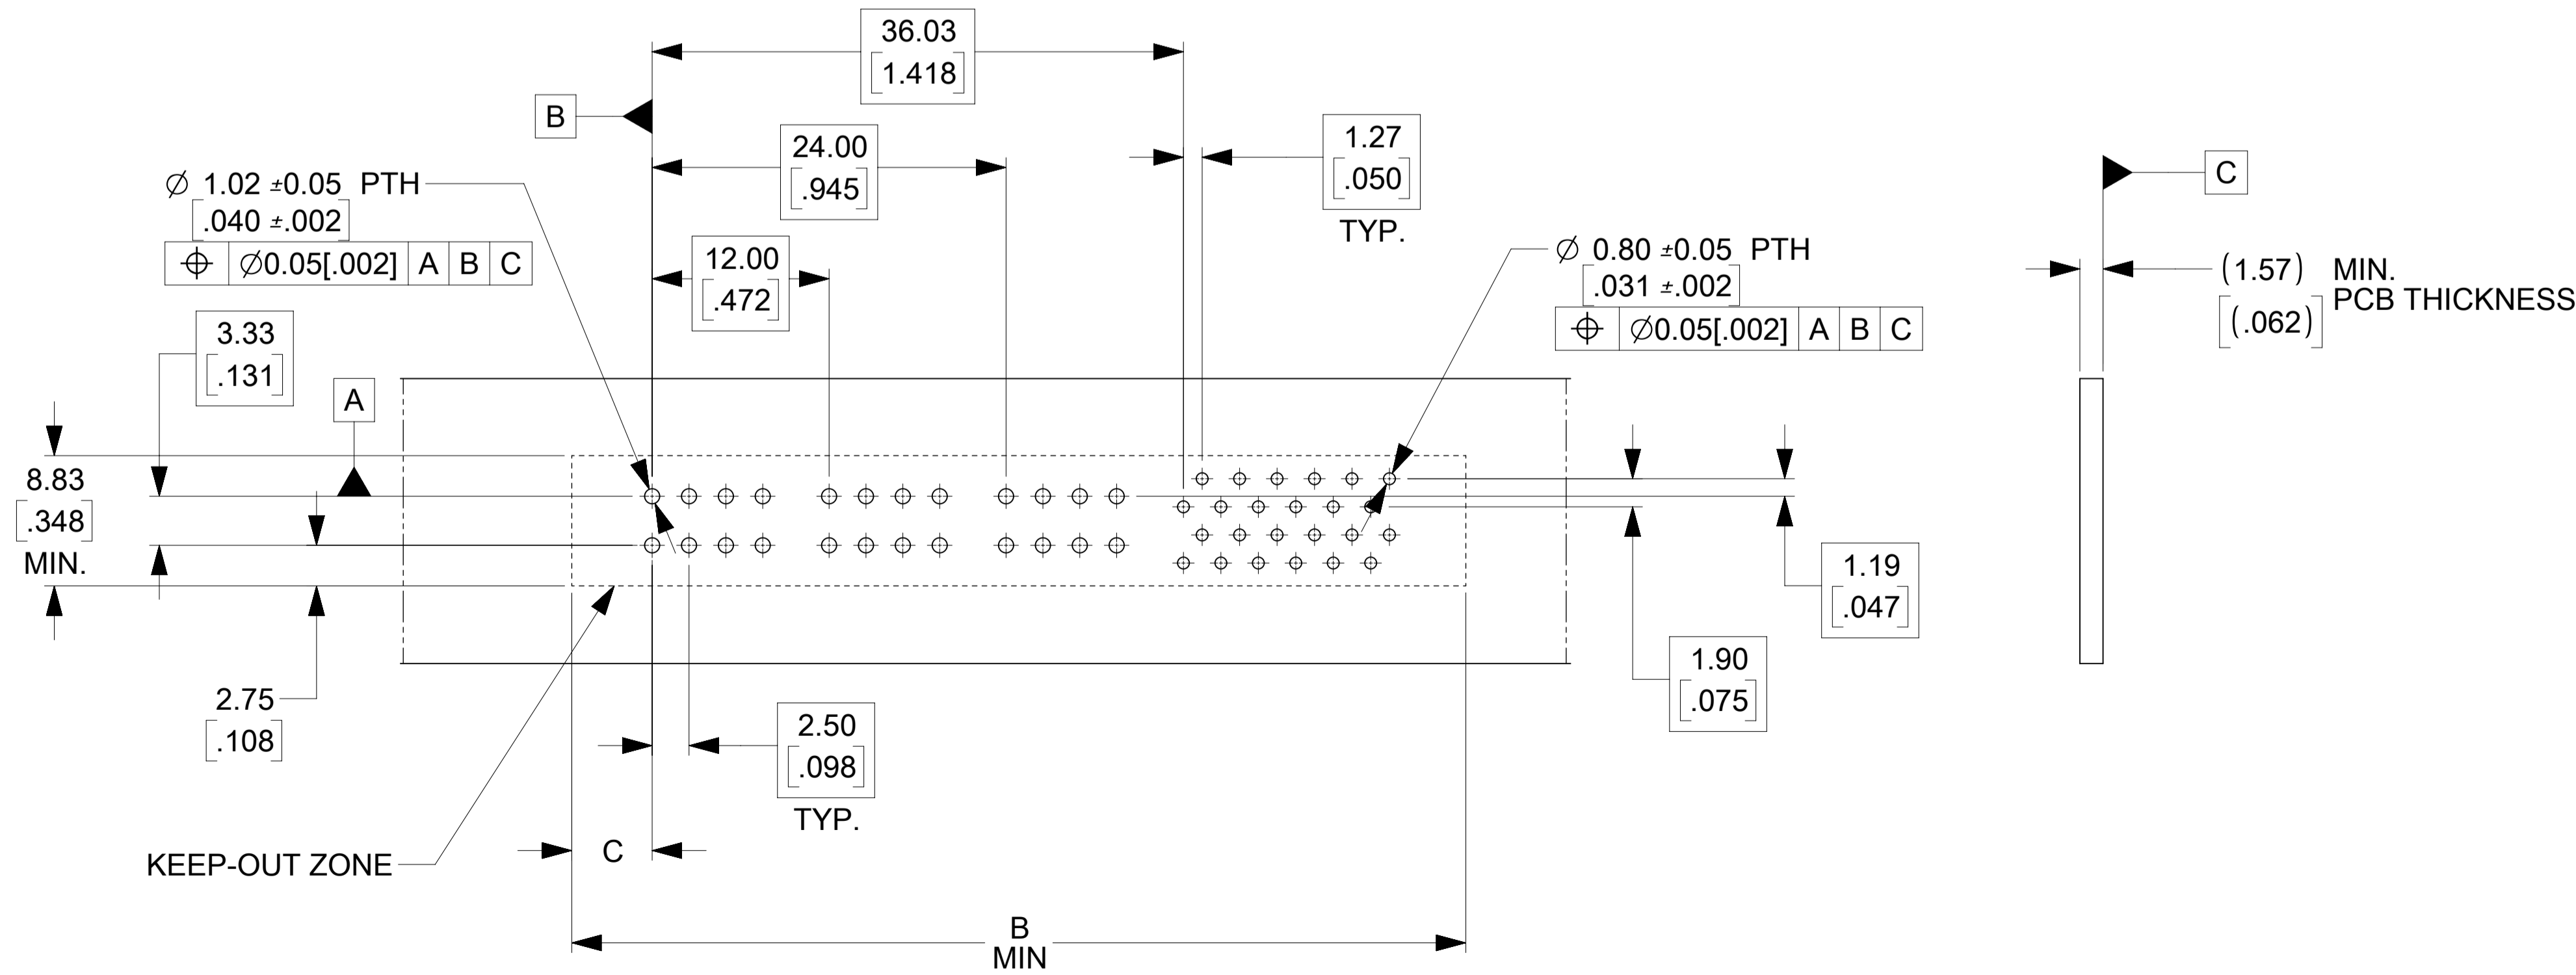 36.03
[1.418]
B
24.00
[.945]
1.27
[.050]
TYP.
C
⌀ 1.02 ±0.05 PTH
[.040 ±.002]
⌖ ⌀0.05[.002] A B C
12.00
[.472]
⌀ 0.80 ±0.05 PTH
[.031 ±.002]
⌖ ⌀0.05[.002] A B C
(1.57) MIN.
PCB THICKNESS
[(.062)]
3.33
[.131]
A
8.83
[.348]
MIN.
1.19
[.047]
1.90
[.075]
2.75
[.108]
2.50
[.098]
TYP.
KEEP-OUT ZONE
C
B
MIN